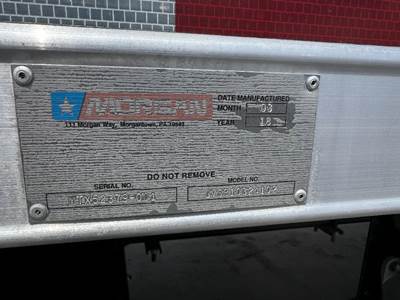 MORGAN
111 Morgan Way, Morgantown, PA 19543
DATE MANUFACTURED
MONTH 03
YEAR 18
DO NOT REMOVE
SERIAL NO.
MODEL NO.